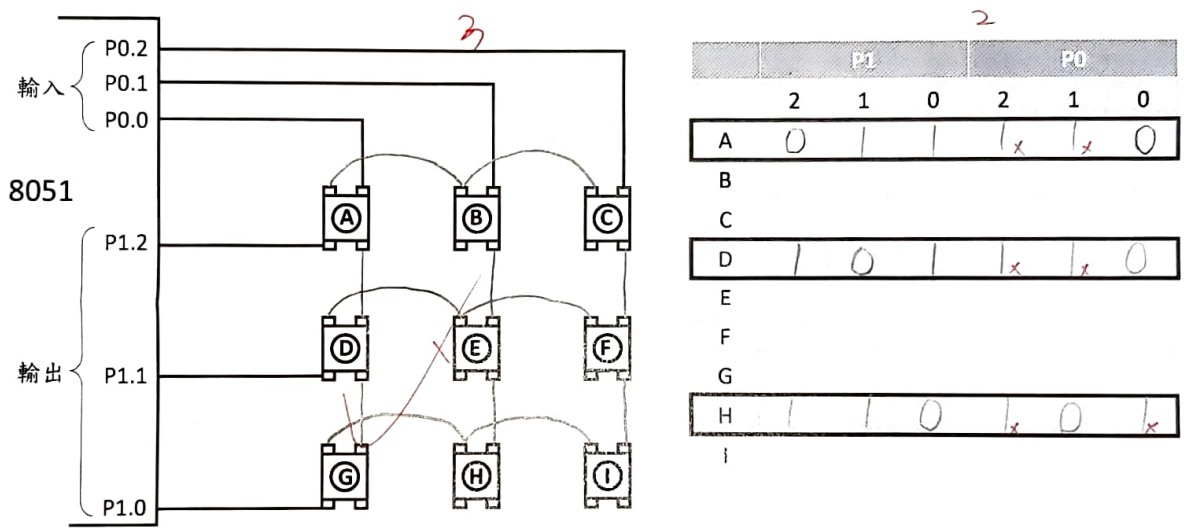 3
P0.2
輸入
P0.1
P0.0
8051
A B C
P1.2
D E F
輸出
P1.1
G H I
P1.0
2
P1 P0
2 1 0 2 1 0
A 0 1 1 1 x 1 x 0
B
C
D 1 0 1 1 x 1 x 0
E
F
G
H 1 1 0 1 x 0 1 x
I